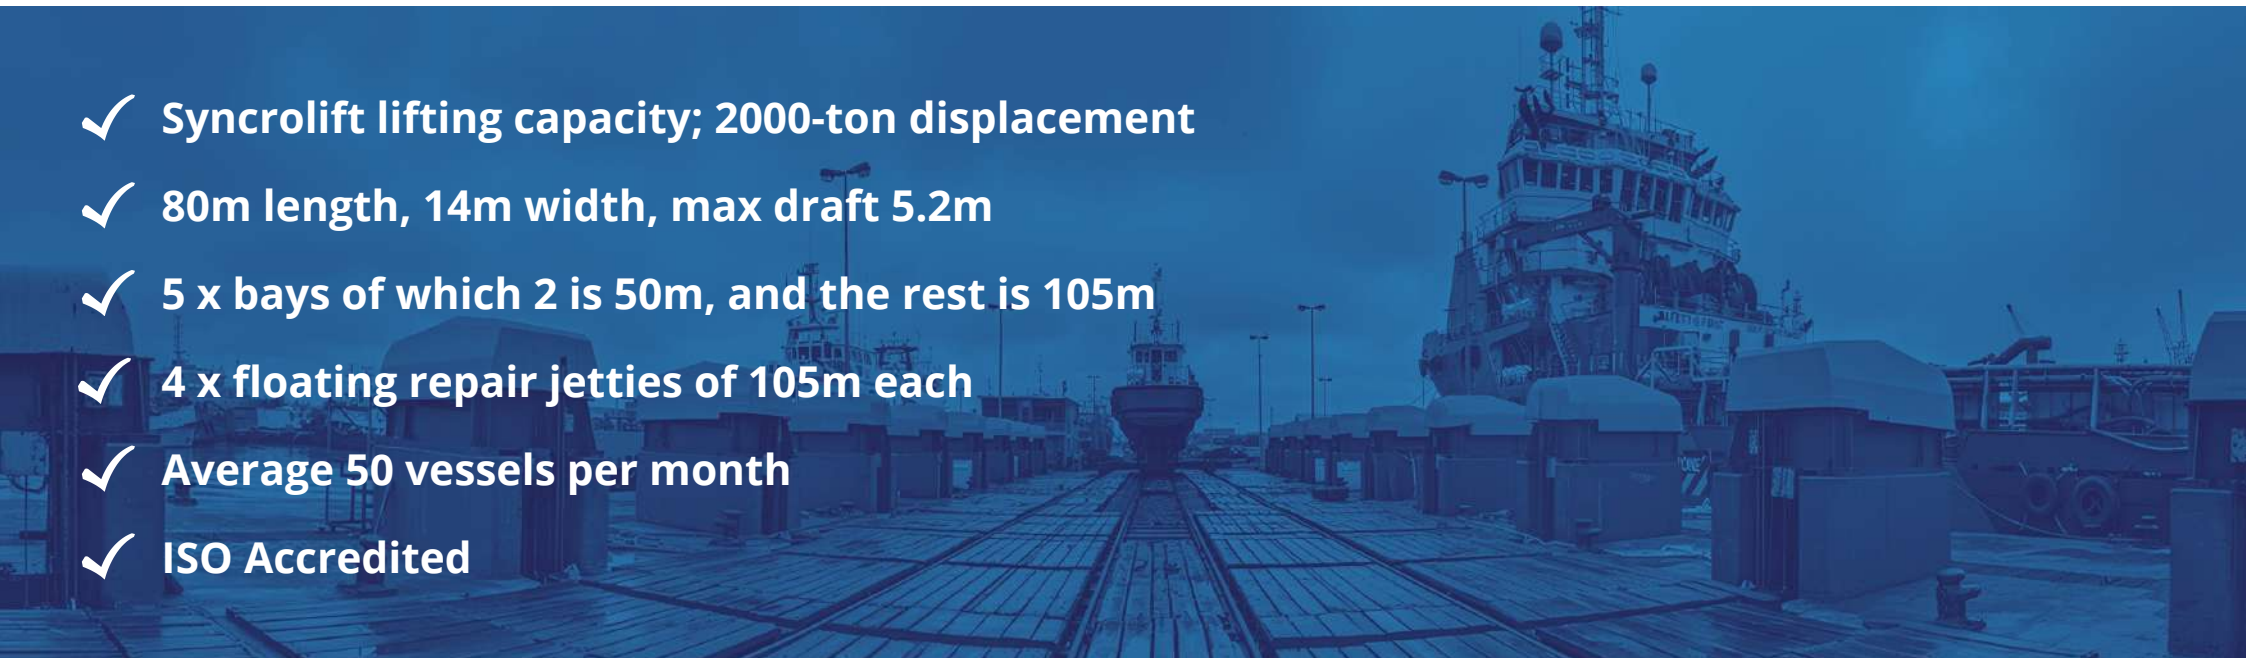 Syncrolift lifting capacity; 2000-ton displacement
80m length, 14m width, max draft 5.2m
5 x bays of which 2 is 50m, and the rest is 105m
4 x floating repair jetties of 105m each
Average 50 vessels per month
ISO Accredited